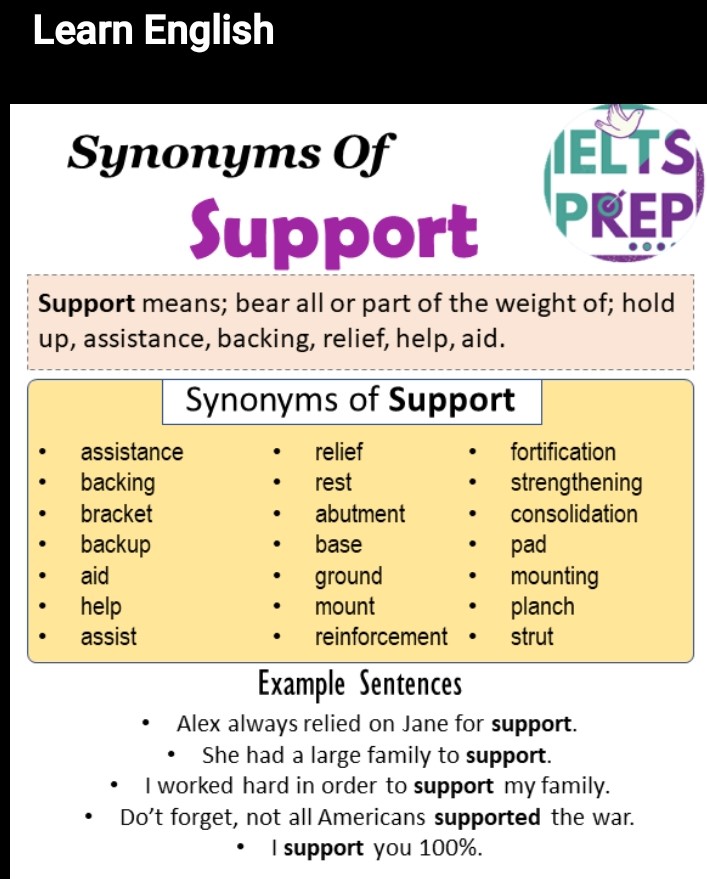 Learn English
Synonyms Of
Support
IELTS
PREP
Support means; bear all or part of the weight of; hold
up, assistance, backing, relief, help, aid.
Synonyms of Support
• assistance
• backing
• bracket
• backup
• aid
• help
• assist
• relief
• rest
• abutment
• base
• ground
• mount
• reinforcement
• fortification
• strengthening
• consolidation
• pad
• mounting
• planch
• strut
Example Sentences
• Alex always relied on Jane for support.
• She had a large family to support.
• I worked hard in order to support my family.
• Don’t forget, not all Americans supported the war.
• I support you 100%.